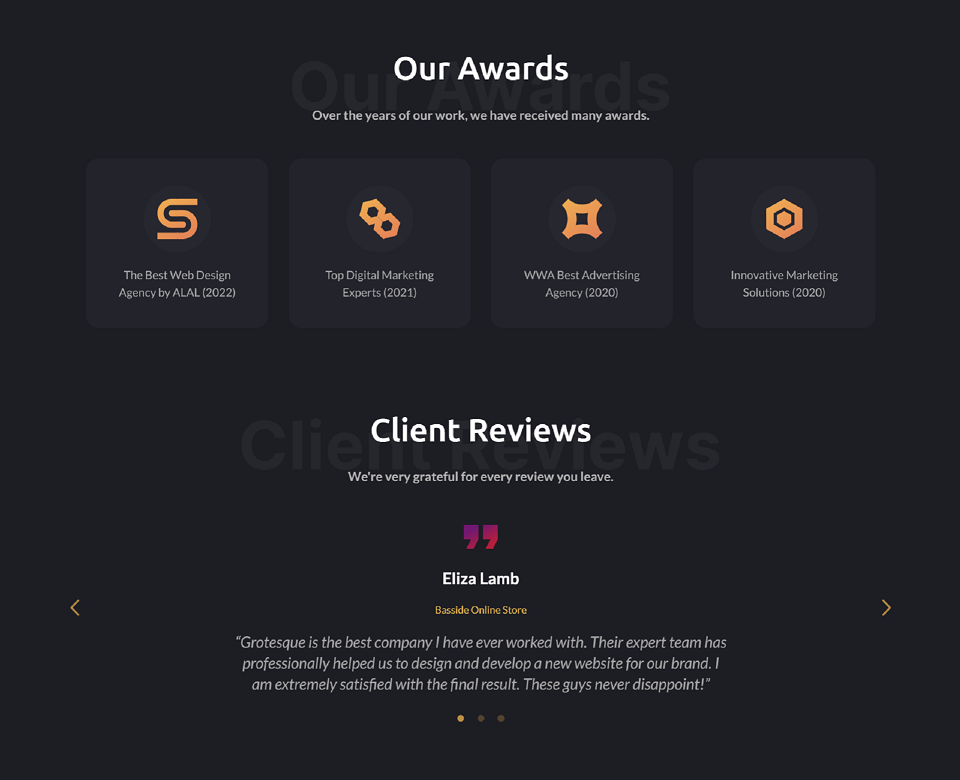 Our Awards
Our Awards
Over the years of our work, we have received many awards.
The Best Web Design
Agency by ALAL (2022)
Top Digital Marketing
Experts (2021)
WWA Best Advertising
Agency (2020)
Innovative Marketing
Solutions (2020)
Client Reviews
Client Reviews
We're very grateful for every review you leave.
Eliza Lamb
Basside Online Store
“Grotesque is the best company I have ever worked with. Their expert team has
professionally helped us to design and develop a new website for our brand. I
am extremely satisfied with the final result. These guys never disappoint!”